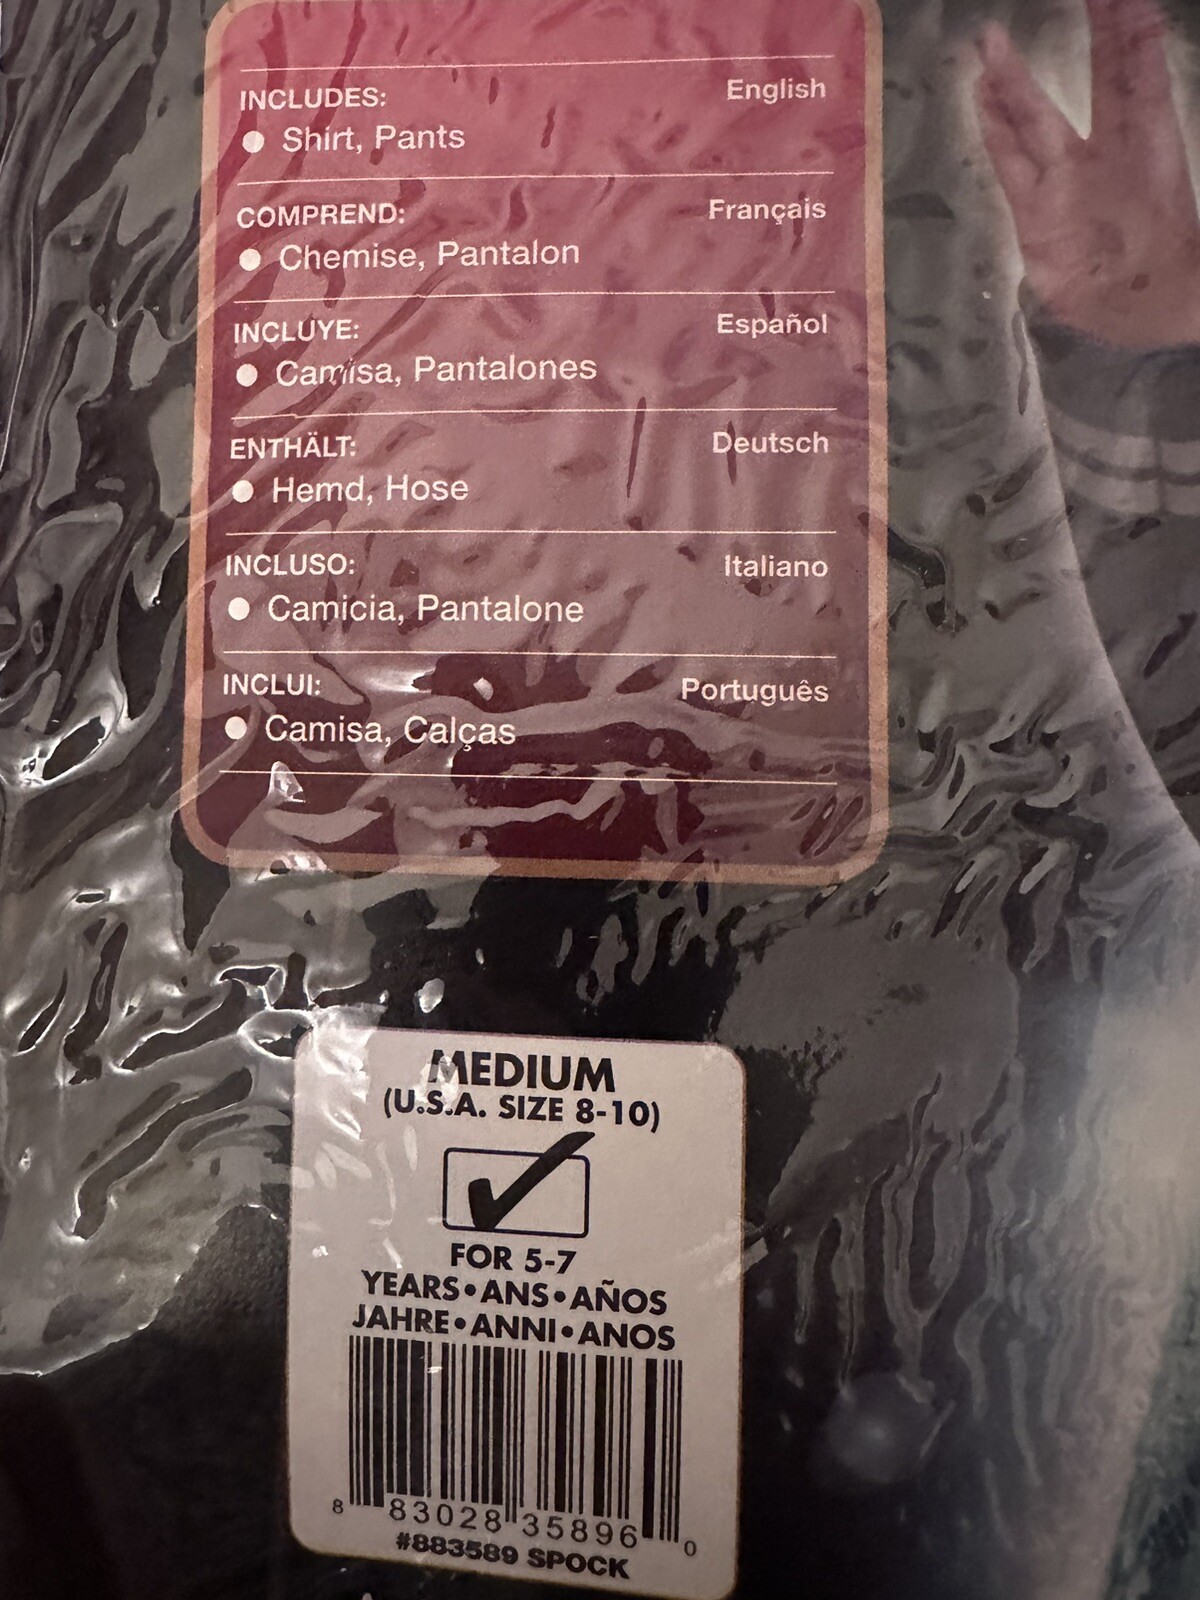 INCLUDES: English
● Shirt, Pants
COMPREND: Français
● Chemise, Pantalon
INCLUYE: Español
● Camisa, Pantalones
ENTHÄLT: Deutsch
● Hemd, Hose
INCLUSO: Italiano
● Camicia, Pantalone
INCLUI: Português
● Camisa, Calças
MEDIUM
(U.S.A. SIZE 8-10)
FOR 5-7
YEARS•ANS•AÑOS
JAHRE•ANNI•ANOS
8 83028 35896 0
#883589 SPOCK